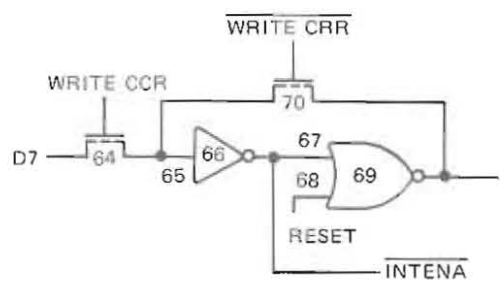 WRITE CRR
WRITE CCR
70
D7
64
65
66
67
68
69
RESET
INTENA